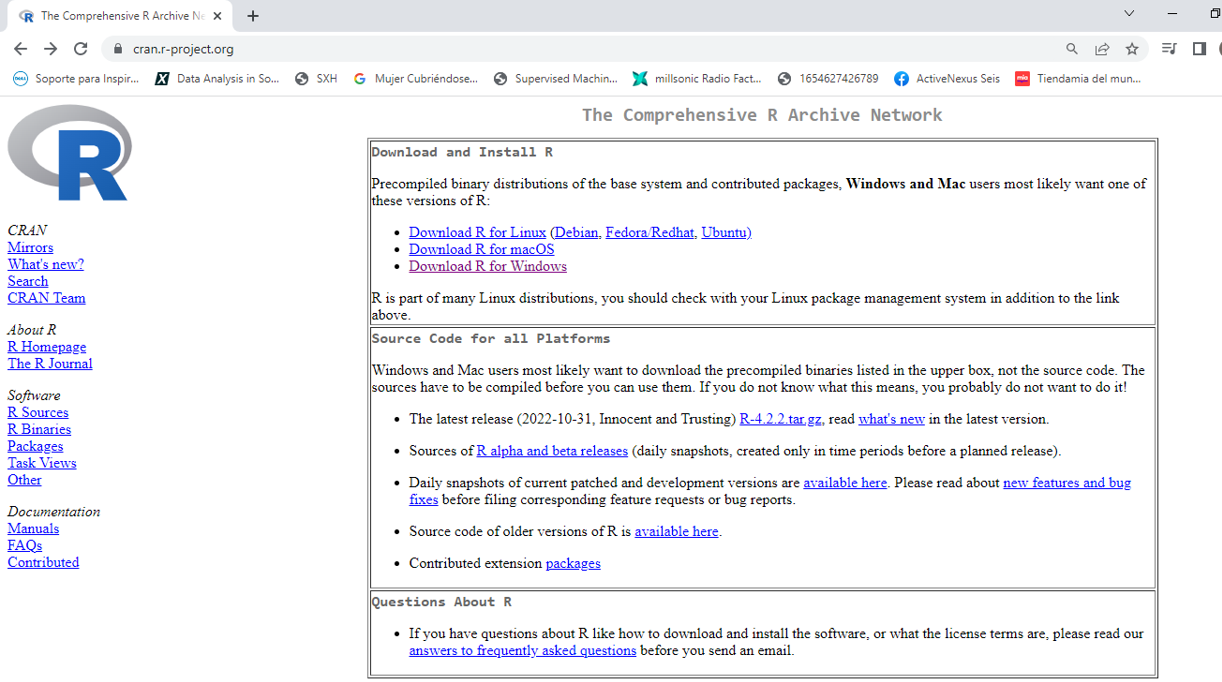 The Comprehensive R Archive Ne
cran.r-project.org
Soporte para Inspir...
Data Analysis in So...
SXH
Mujer Cubriéndose...
Supervised Machin...
millsonic Radio Fact...
1654627426789
ActiveNexus Seis
Tiendamia del mun...
R
CRAN
Mirrors
What's new?
Search
CRAN Team
About R
R Homepage
The R Journal
Software
R Sources
R Binaries
Packages
Task Views
Other
Documentation
Manuals
FAQs
Contributed
The Comprehensive R Archive Network
Download and Install R
Precompiled binary distributions of the base system and contributed packages, Windows and Mac users most likely want one of
these versions of R:
Download R for Linux (Debian, Fedora/Redhat, Ubuntu)
Download R for macOS
Download R for Windows
R is part of many Linux distributions, you should check with your Linux package management system in addition to the link
above.
Source Code for all Platforms
Windows and Mac users most likely want to download the precompiled binaries listed in the upper box, not the source code. The
sources have to be compiled before you can use them. If you do not know what this means, you probably do not want to do it!
The latest release (2022-10-31, Innocent and Trusting) R-4.2.2.tar.gz, read what's new in the latest version.
Sources of R alpha and beta releases (daily snapshots, created only in time periods before a planned release).
Daily snapshots of current patched and development versions are available here. Please read about new features and bug
fixes before filing corresponding feature requests or bug reports.
Source code of older versions of R is available here.
Contributed extension packages
Questions About R
If you have questions about R like how to download and install the software, or what the license terms are, please read our
answers to frequently asked questions before you send an email.